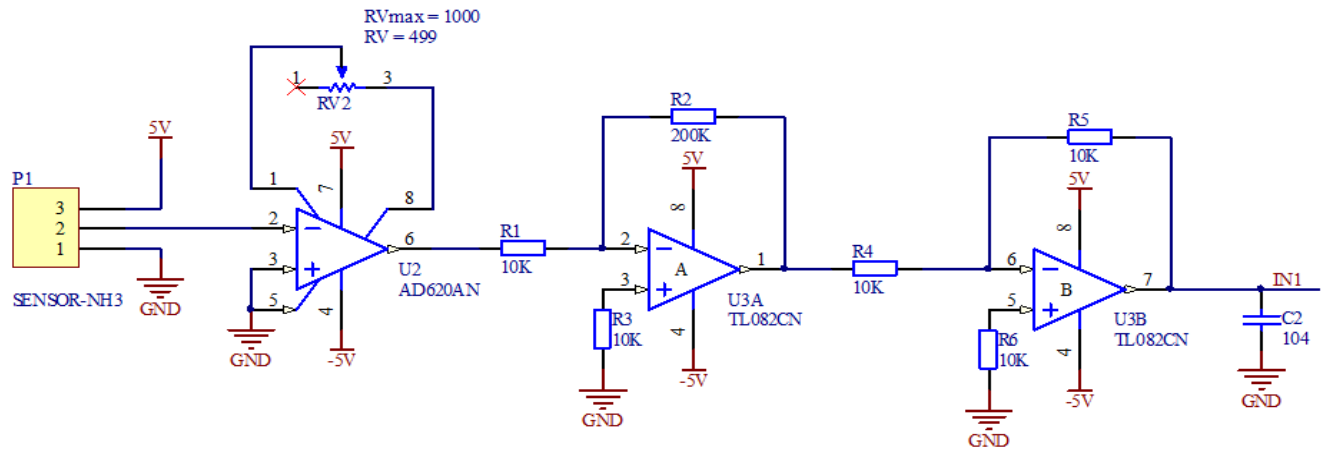 RVmax = 1000
RV = 499
1
3
RV2
5V
P1
3
2
1
SENSOR-NH3
GND
1
5V
7
8
2
3
5
6
4
U2
AD620AN
GND
-5V
R1
10K
R2
200K
5V
8
2
3
A
1
4
U3A
TL082CN
R3
10K
-5V
GND
R4
10K
R5
10K
5V
8
6
5
B
7
4
U3B
TL082CN
R6
10K
-5V
GND
IN1
C2
104
GND